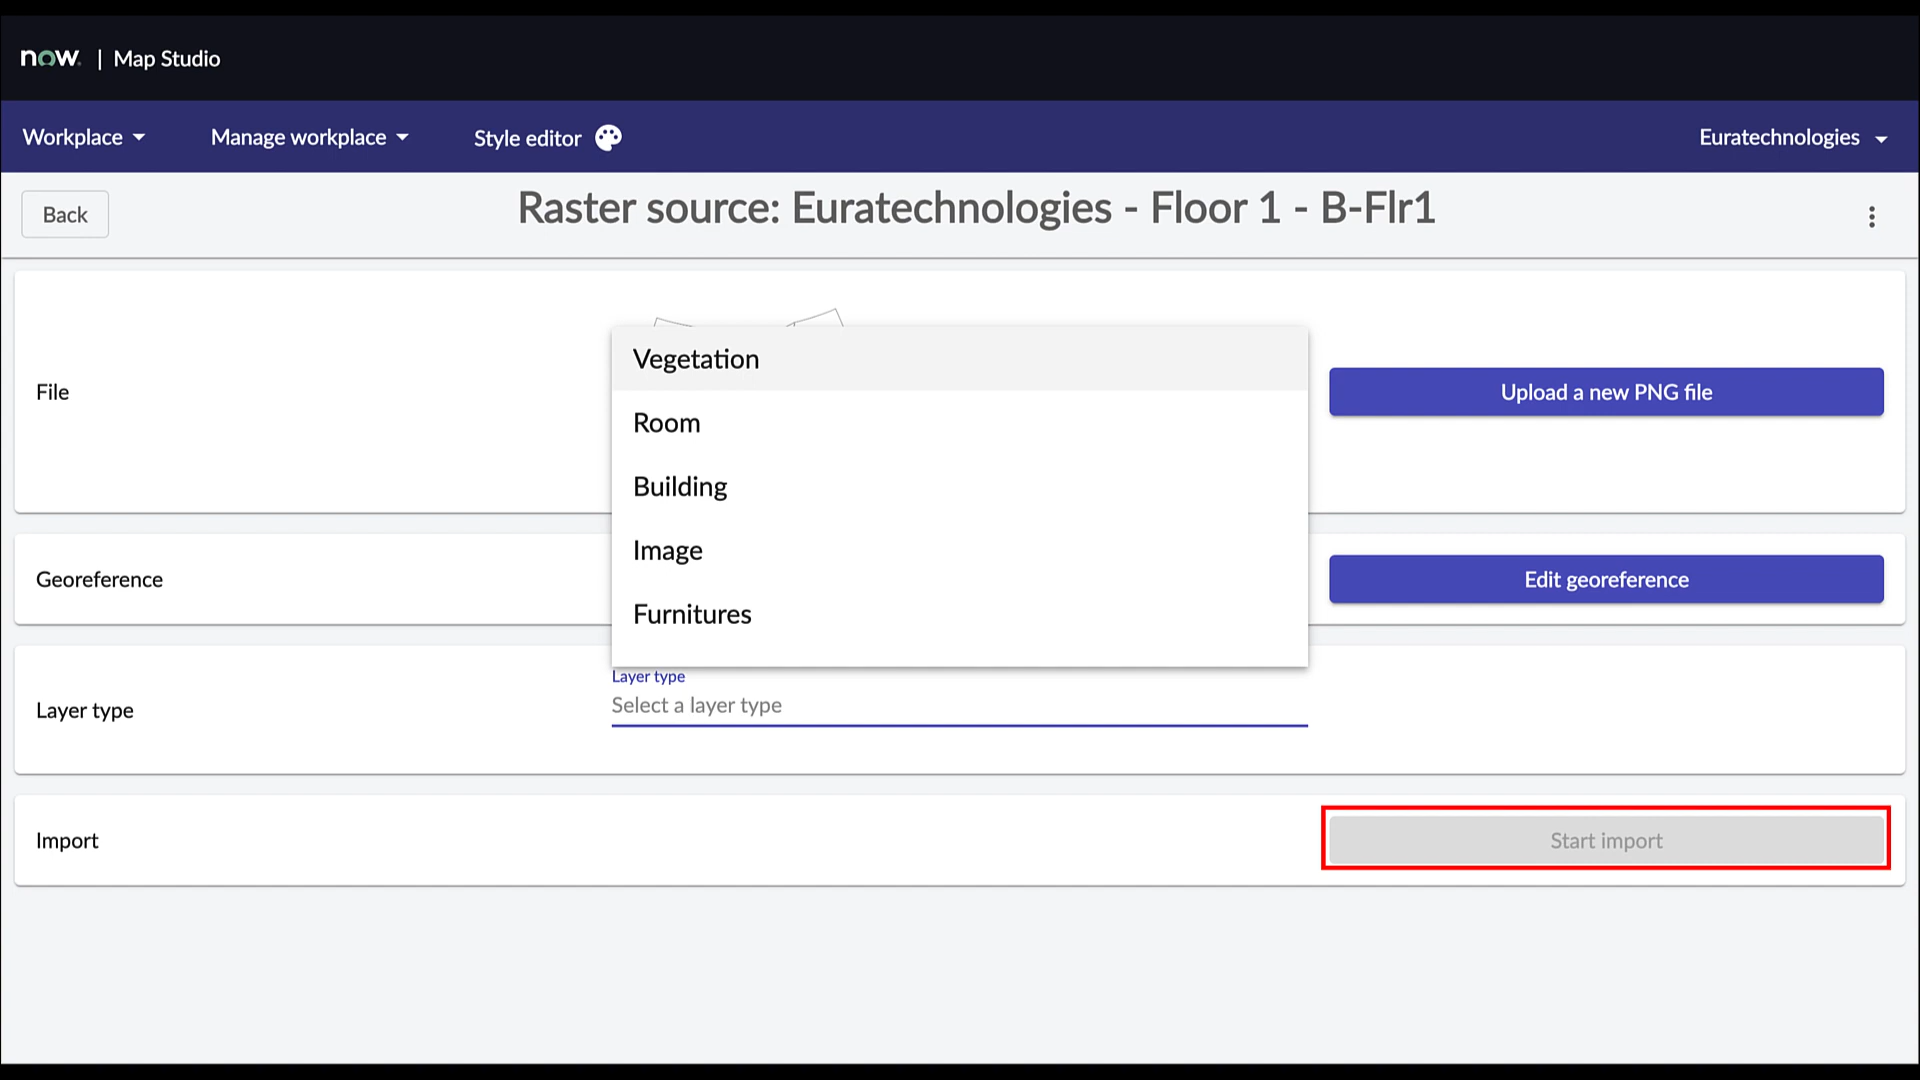 now. | Map Studio
Workplace
Manage workplace
Style editor
Euratechnologies
Back
Raster source: Euratechnologies - Floor 1 - B-Flr1
File
Vegetation
Room
Building
Image
Furnitures
Upload a new PNG file
Georeference
Edit georeference
Layer type
Layer type
Select a layer type
Import
Start import